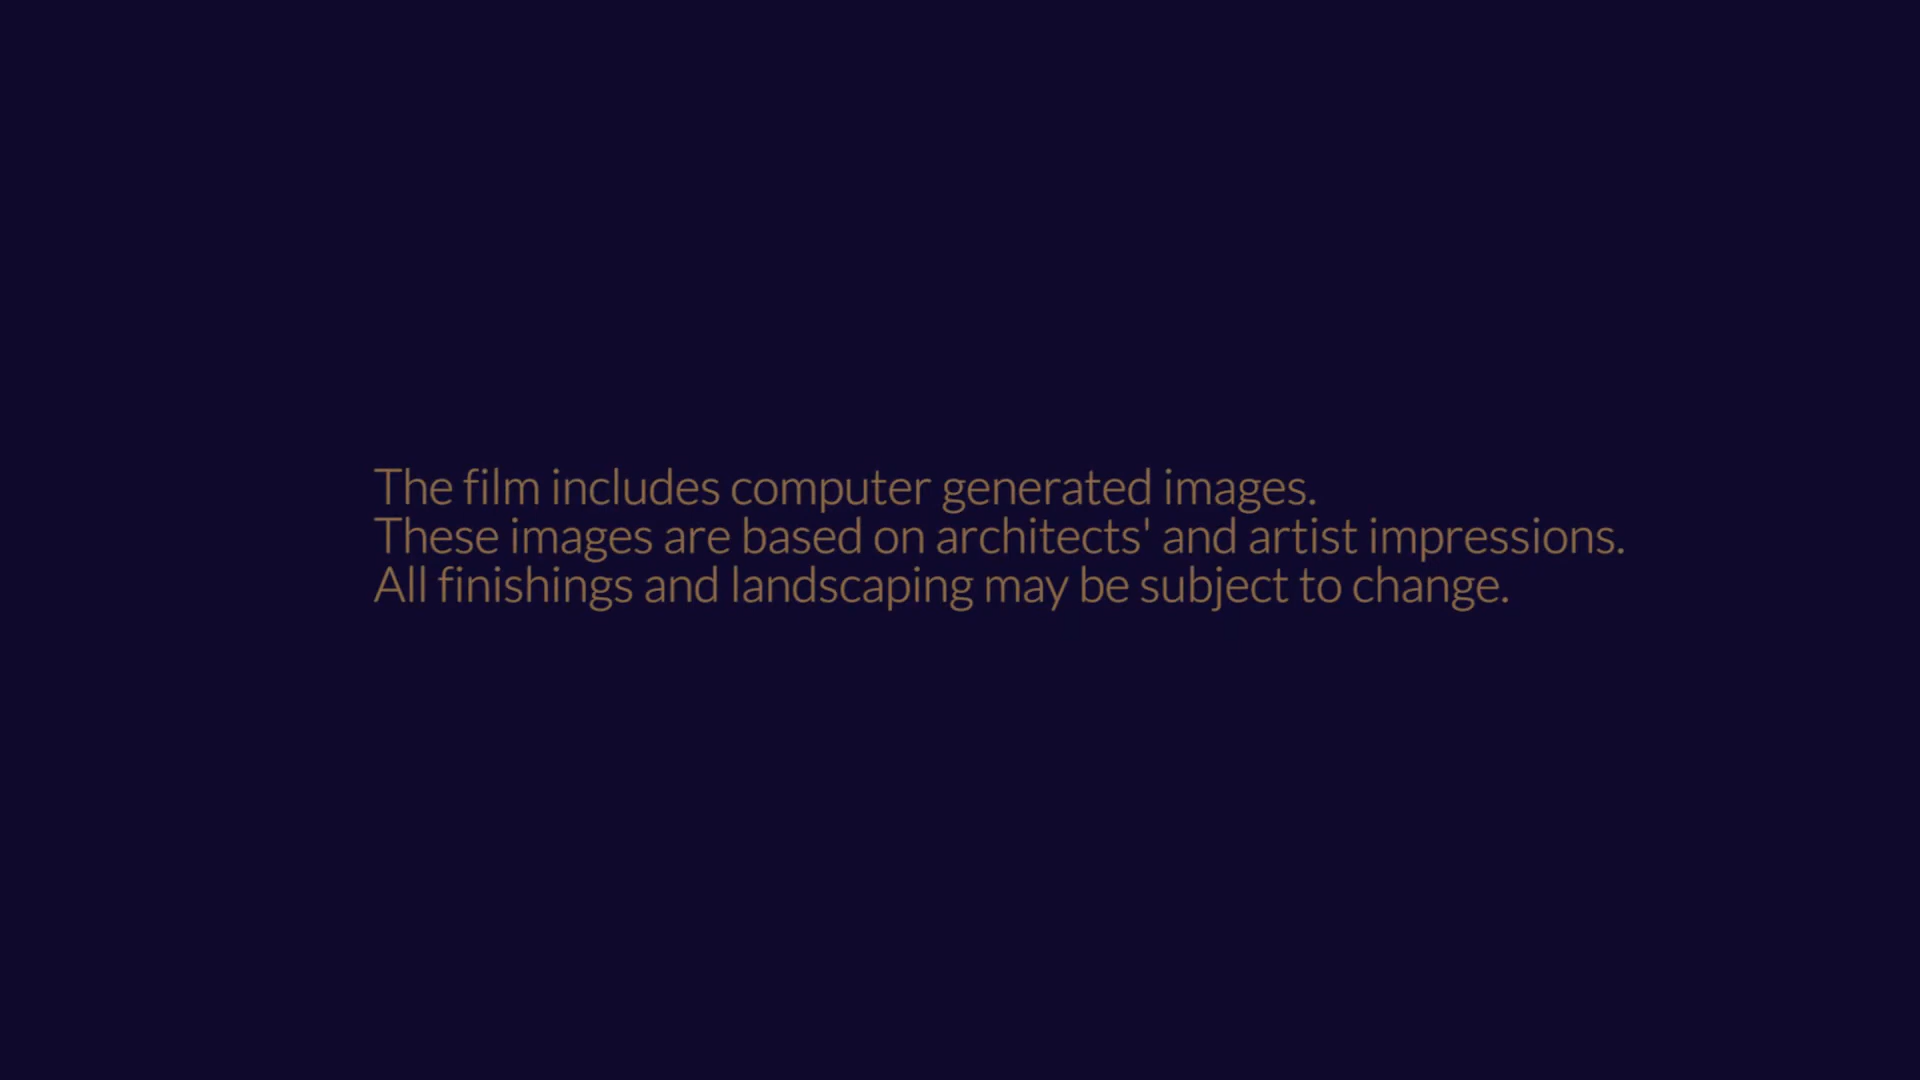 The film includes computer generated images.
These images are based on architects' and artist impressions.
All finishings and landscaping may be subject to change.